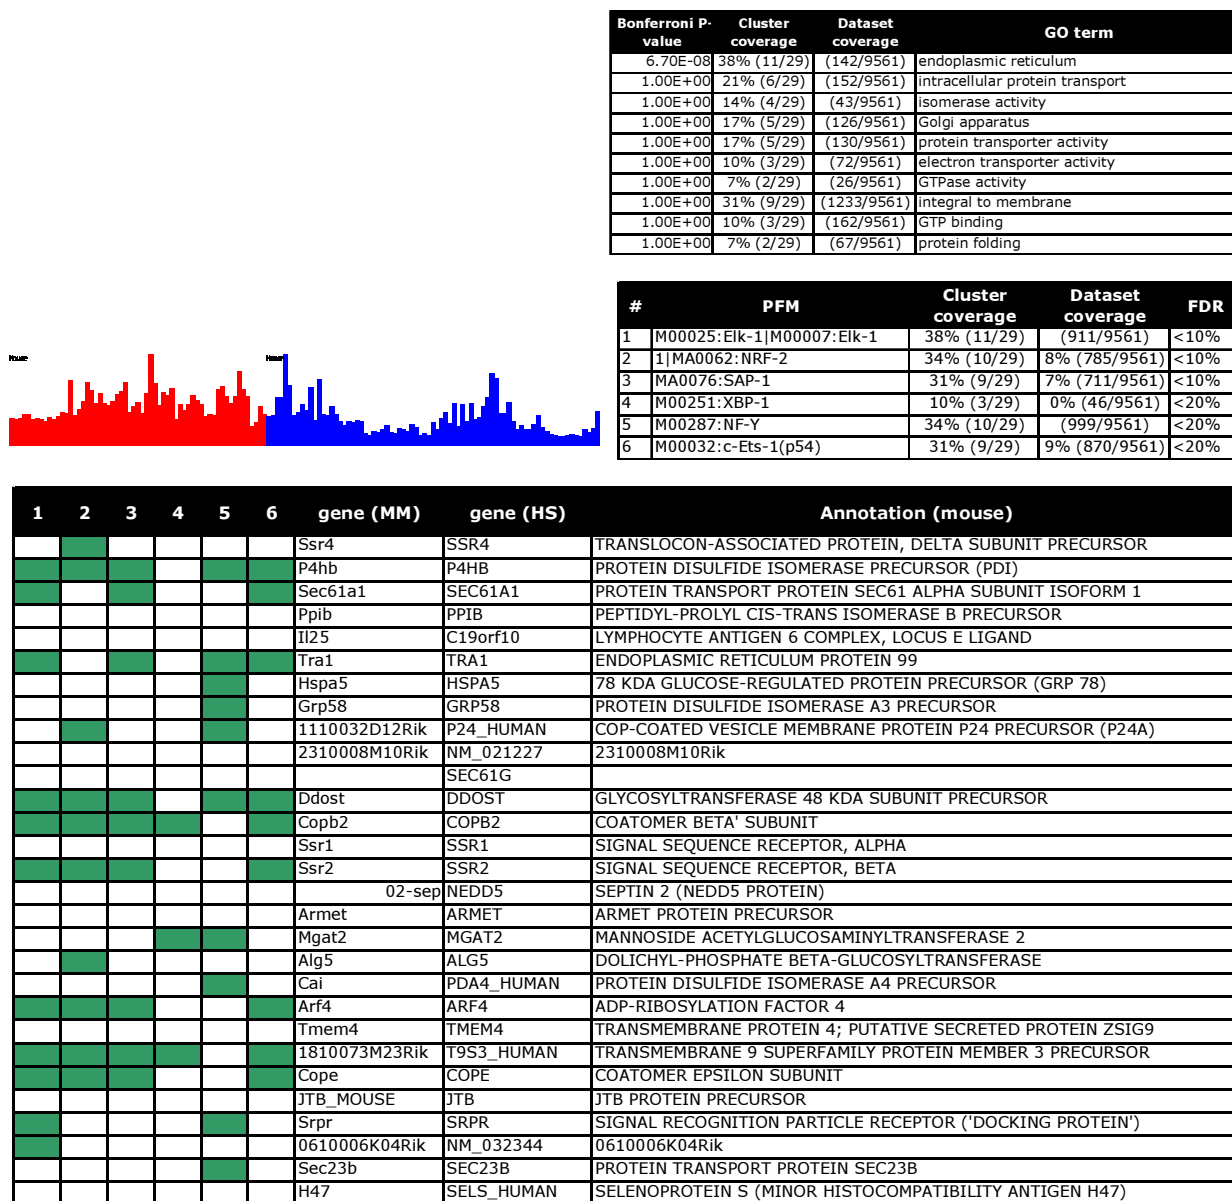 Bonferroni P-value Cluster coverage Dataset coverage GO term
6.70E-08 38% (11/29) (142/9561) endoplasmic reticulum
1.00E+00 21% (6/29) (152/9561) intracellular protein transport
1.00E+00 14% (4/29) (43/9561) isomerase activity
1.00E+00 17% (5/29) (126/9561) Golgi apparatus
1.00E+00 17% (5/29) (130/9561) protein transporter activity
1.00E+00 10% (3/29) (72/9561) electron transporter activity
1.00E+00 7% (2/29) (26/9561) GTPase activity
1.00E+00 31% (9/29) (1233/9561) integral to membrane
1.00E+00 10% (3/29) (162/9561) GTP binding
1.00E+00 7% (2/29) (67/9561) protein folding
# PFM Cluster coverage Dataset coverage FDR
1 M00025:Elk-1|M00007:Elk-1 38% (11/29) (911/9561) <10%
2 1|MA0062:NRF-2 34% (10/29) 8% (785/9561) <10%
3 MA0076:SAP-1 31% (9/29) 7% (711/9561) <10%
4 M00251:XBP-1 10% (3/29) 0% (46/9561) <20%
5 M00287:NF-Y 34% (10/29) (999/9561) <20%
6 M00032:c-Ets-1(p54) 31% (9/29) 9% (870/9561) <20%
Mouse
1 2 3 4 5 6 gene (MM) gene (HS) Annotation (mouse)
Ssr4 SSR4 TRANSLOCON-ASSOCIATED PROTEIN, DELTA SUBUNIT PRECURSOR
P4hb P4HB PROTEIN DISULFIDE ISOMERASE PRECURSOR (PDI)
Sec61a1 SEC61A1 PROTEIN TRANSPORT PROTEIN SEC61 ALPHA SUBUNIT ISOFORM 1
Ppib PPIB PEPTIDYL-PROLYL CIS-TRANS ISOMERASE B PRECURSOR
Il25 C19orf10 LYMPHOCYTE ANTIGEN 6 COMPLEX, LOCUS E LIGAND
Tra1 TRA1 ENDOPLASMIC RETICULUM PROTEIN 99
Hspa5 HSPA5 78 KDA GLUCOSE-REGULATED PROTEIN PRECURSOR (GRP 78)
Grp58 GRP58 PROTEIN DISULFIDE ISOMERASE A3 PRECURSOR
1110032D12Rik P24_HUMAN COP-COATED VESICLE MEMBRANE PROTEIN P24 PRECURSOR (P24A)
2310008M10Rik NM_021227 2310008M10Rik
SEC61G
Ddost DDOST GLYCOSYLTRANSFERASE 48 KDA SUBUNIT PRECURSOR
Copb2 COPB2 COATOMER BETA' SUBUNIT
Ssr1 SSR1 SIGNAL SEQUENCE RECEPTOR, ALPHA
Ssr2 SSR2 SIGNAL SEQUENCE RECEPTOR, BETA
02-sep NEDD5 SEPTIN 2 (NEDD5 PROTEIN)
Armet ARMET ARMET PROTEIN PRECURSOR
Mgat2 MGAT2 MANNOSIDE ACETYLGLUCOSAMINYLTRANSFERASE 2
Alg5 ALG5 DOLICHYL-PHOSPHATE BETA-GLUCOSYLTRANSFERASE
Cai PDA4_HUMAN PROTEIN DISULFIDE ISOMERASE A4 PRECURSOR
Arf4 ARF4 ADP-RIBOSYLATION FACTOR 4
Tmem4 TMEM4 TRANSMEMBRANE PROTEIN 4; PUTATIVE SECRETED PROTEIN ZSIG9
1810073M23Rik T9S3_HUMAN TRANSMEMBRANE 9 SUPERFAMILY PROTEIN MEMBER 3 PRECURSOR
Cope COPE COATOMER EPSILON SUBUNIT
JTB_MOUSE JTB JTB PROTEIN PRECURSOR
Srpr SRPR SIGNAL RECOGNITION PARTICLE RECEPTOR ('DOCKING PROTEIN')
0610006K04Rik NM_032344 0610006K04Rik
Sec23b SEC23B PROTEIN TRANSPORT PROTEIN SEC23B
H47 SELS_HUMAN SELENOPROTEIN S (MINOR HISTOCOMPATIBILITY ANTIGEN H47)